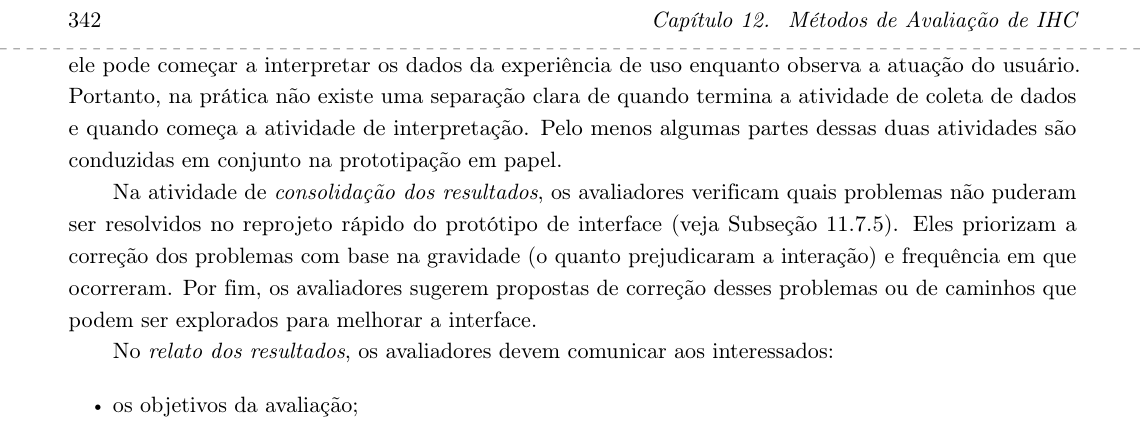 342 Capítulo 12. Métodos de Avaliação de IHC
ele pode começar a interpretar os dados da experiência de uso enquanto observa a atuação do usuário.
Portanto, na prática não existe uma separação clara de quando termina a atividade de coleta de dados
e quando começa a atividade de interpretação. Pelo menos algumas partes dessas duas atividades são
conduzidas em conjunto na prototipação em papel.
Na atividade de consolidação dos resultados, os avaliadores verificam quais problemas não puderam
ser resolvidos no reprojeto rápido do protótipo de interface (veja Subseção 11.7.5). Eles priorizam a
correção dos problemas com base na gravidade (o quanto prejudicaram a interação) e frequência em que
ocorreram. Por fim, os avaliadores sugerem propostas de correção desses problemas ou de caminhos que
podem ser explorados para melhorar a interface.
No relato dos resultados, os avaliadores devem comunicar aos interessados:
• os objetivos da avaliação;